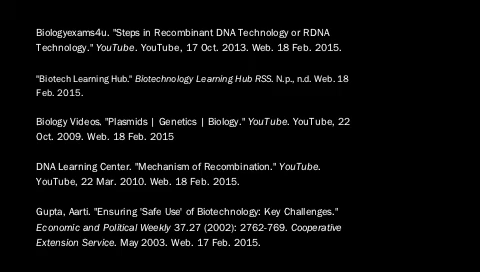 Biologyexams4u. "Steps in Recombinant DNA Technology or RDNA
Technology." YouTube. YouTube, 17 Oct. 2013. Web. 18 Feb. 2015.
"Biotech Learning Hub." Biotechnology Learning Hub RSS. N.p., n.d. Web. 18
Feb. 2015.
Biology Videos. "Plasmids | Genetics | Biology." YouTube. YouTube, 22
Oct. 2009. Web. 18 Feb. 2015
DNA Learning Center. "Mechanism of Recombination." YouTube.
YouTube, 22 Mar. 2010. Web. 18 Feb. 2015.
Gupta, Aarti. "Ensuring 'Safe Use' of Biotechnology: Key Challenges."
Economic and Political Weekly 37.27 (2002): 2762-769. Cooperative
Extension Service. May 2003. Web. 17 Feb. 2015.